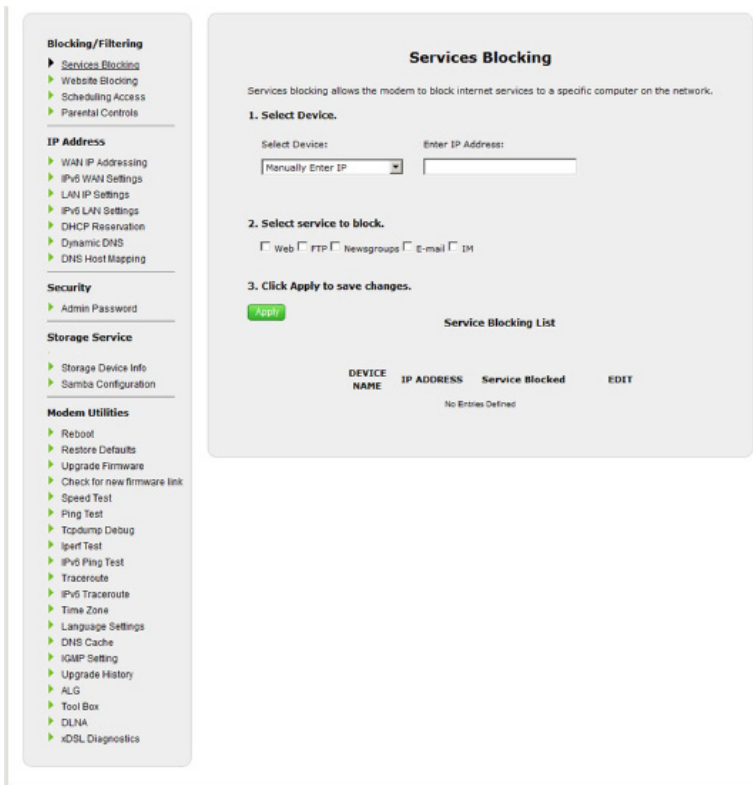 Blocking/Filtering
Services Blocking
Website Blocking
Scheduling Access
Parental Controls
IP Address
WAN IP Addressing
IPv6 WAN Settings
LAN IP Settings
IPv6 LAN Settings
DHCP Reservation
Dynamic DNS
DNS Host Mapping
Security
Admin Password
Storage Service
Storage Device Info
Samba Configuration
Modem Utilities
Reboot
Restore Defaults
Upgrade Firmware
Check for new firmware link
Speed Test
Ping Test
Tcpdump Debug
Iperf Test
IPv6 Ping Test
Traceroute
IPv6 Traceroute
Time Zone
Language Settings
DNS Cache
IGMP Setting
Upgrade History
ALG
Tool Box
DLNA
xDSL Diagnostics
Services Blocking
Services blocking allows the modem to block internet services to a specific computer on the network.
1. Select Device.
Select Device: Enter IP Address:
Manually Enter IP
2. Select service to block.
Web FTP Newsgroups E-mail IM
3. Click Apply to save changes.
Apply
Service Blocking List
DEVICE NAME IP ADDRESS Service Blocked EDIT
No Entries Defined